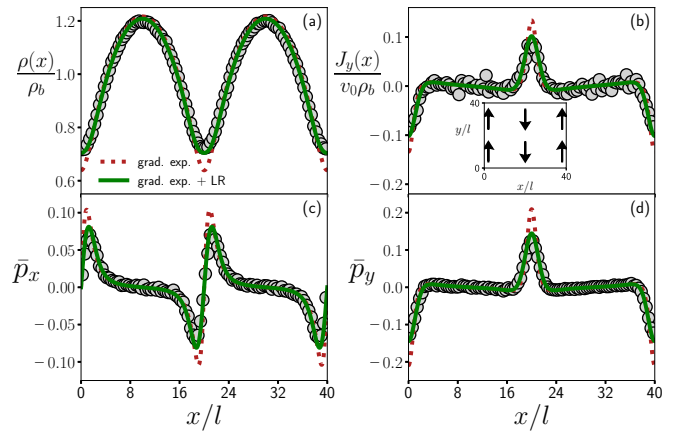 (a)
ρ(x)
ρ_b
1.2
1.0
0.8
0.6
grad. exp.
grad. exp. + LR
(b)
J_y(x)
v_0ρ_b
0.1
0.0
−0.1
−0.2
40
y/l
0
0
x/l
40
(c)
p̄_x
0.10
0.05
0.00
−0.05
−0.10
0
8
16
24
32
40
x/l
(d)
p̄_y
0.2
0.1
0.0
−0.1
−0.2
0
8
16
24
32
40
x/l